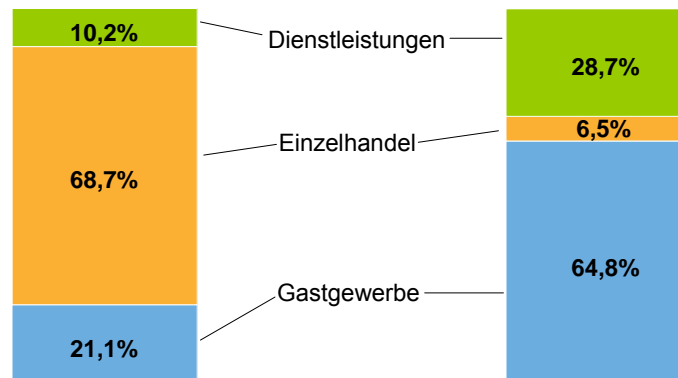 10,2%
Dienstleistungen
28,7%
6,5%
Einzelhandel
68,7%
64,8%
Gastgewerbe
21,1%